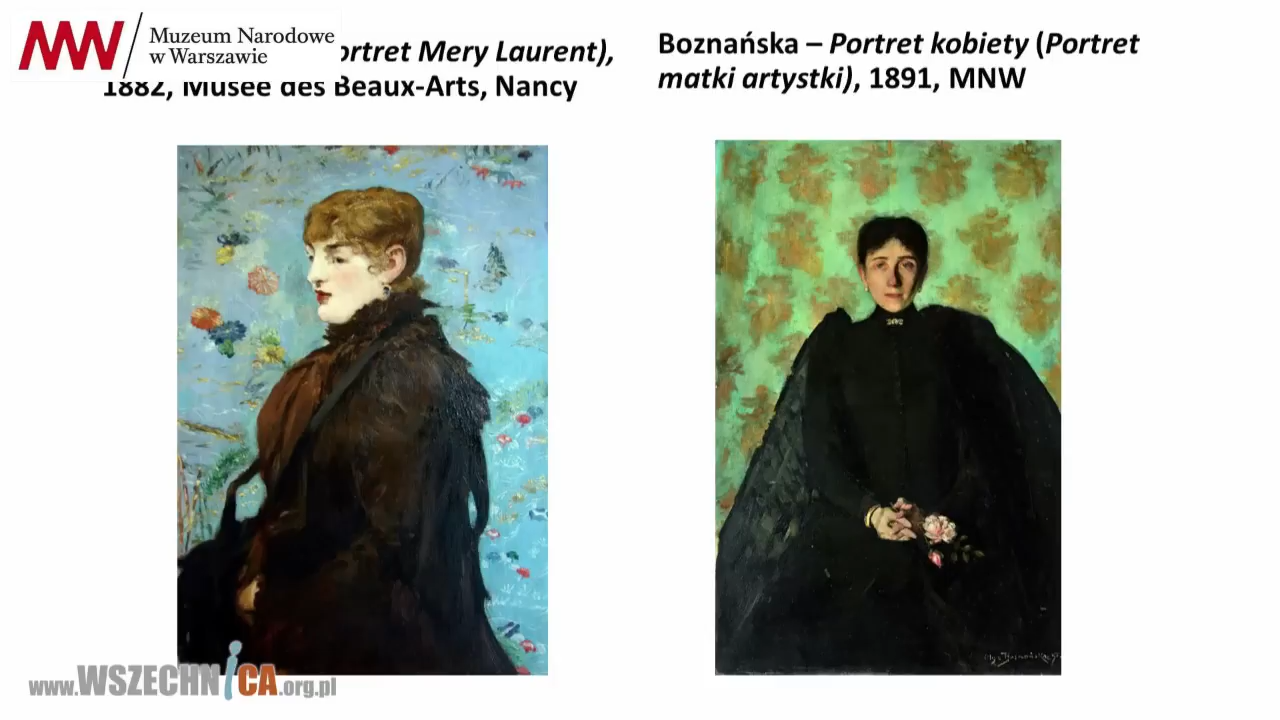 MW Muzeum Narodowe
w Warszawie
ortret Mery Laurent),
1882, Musée des Beaux-Arts, Nancy
Boznańska – Portret kobiety (Portret
matki artystki), 1891, MNW
www.WSZECHNICA.org.pl